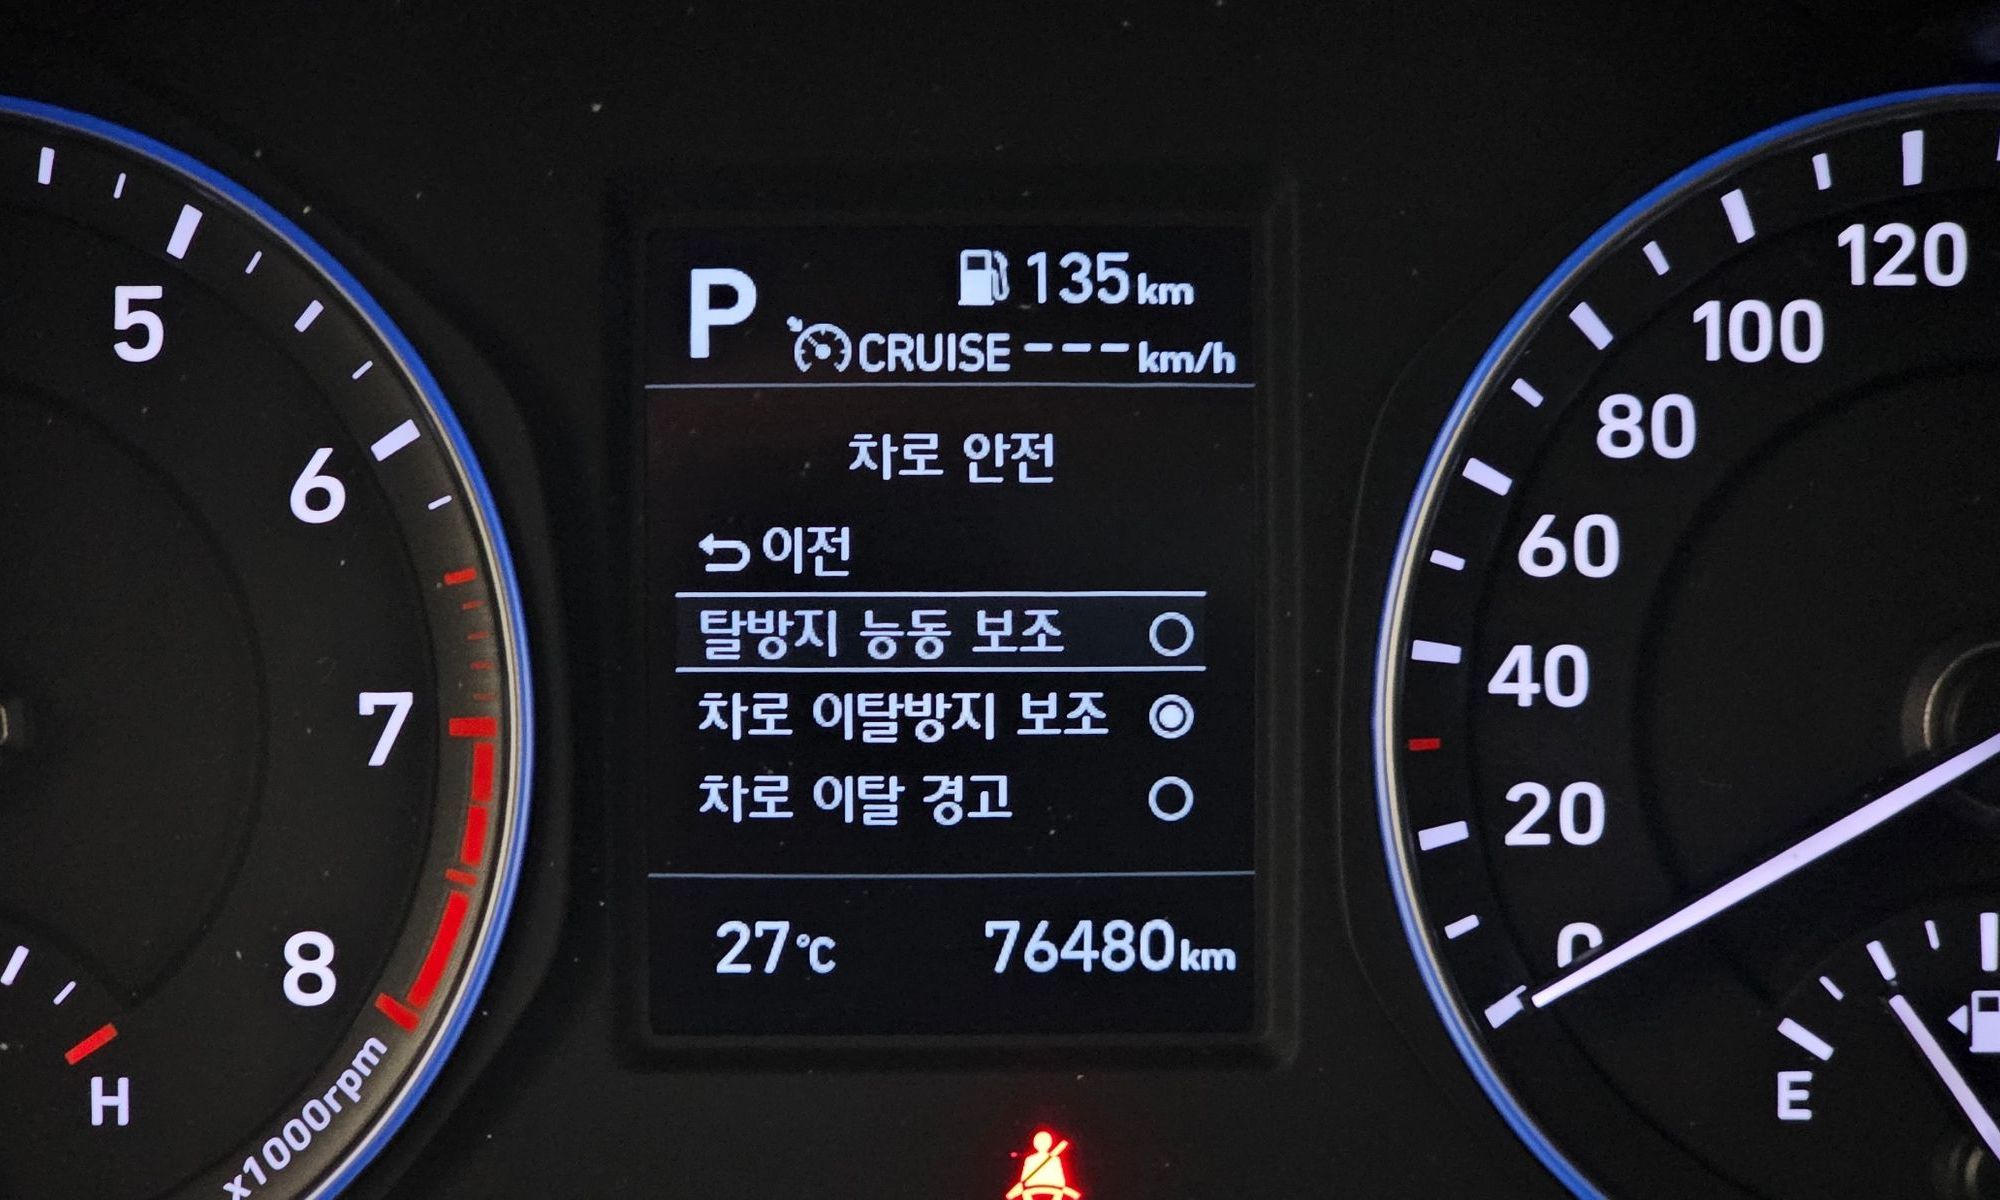 P
135km
CRUISE ---km/h
차로 안전
이전
탈방지 능동 보조
차로 이탈방지 보조
차로 이탈 경고
27℃ 76480km
5
6
7
8
x1000rpm
H
120
100
80
60
40
20
0
E